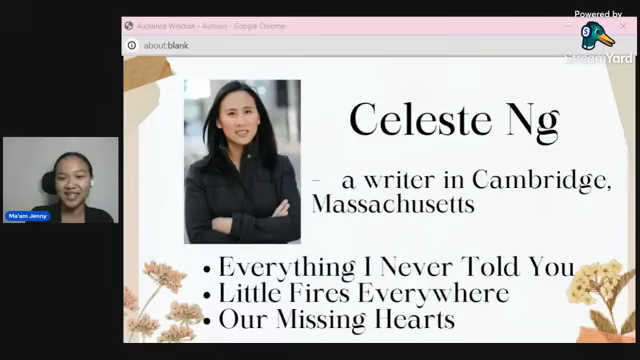 Powered by
StreamYard
Audience Window - Authors - Google Chrome
about:blank
Celeste Ng
- a writer in Cambridge,
Massachusetts
• Everything I Never Told You
• Little Fires Everywhere
• Our Missing Hearts
Ma'am Jenny